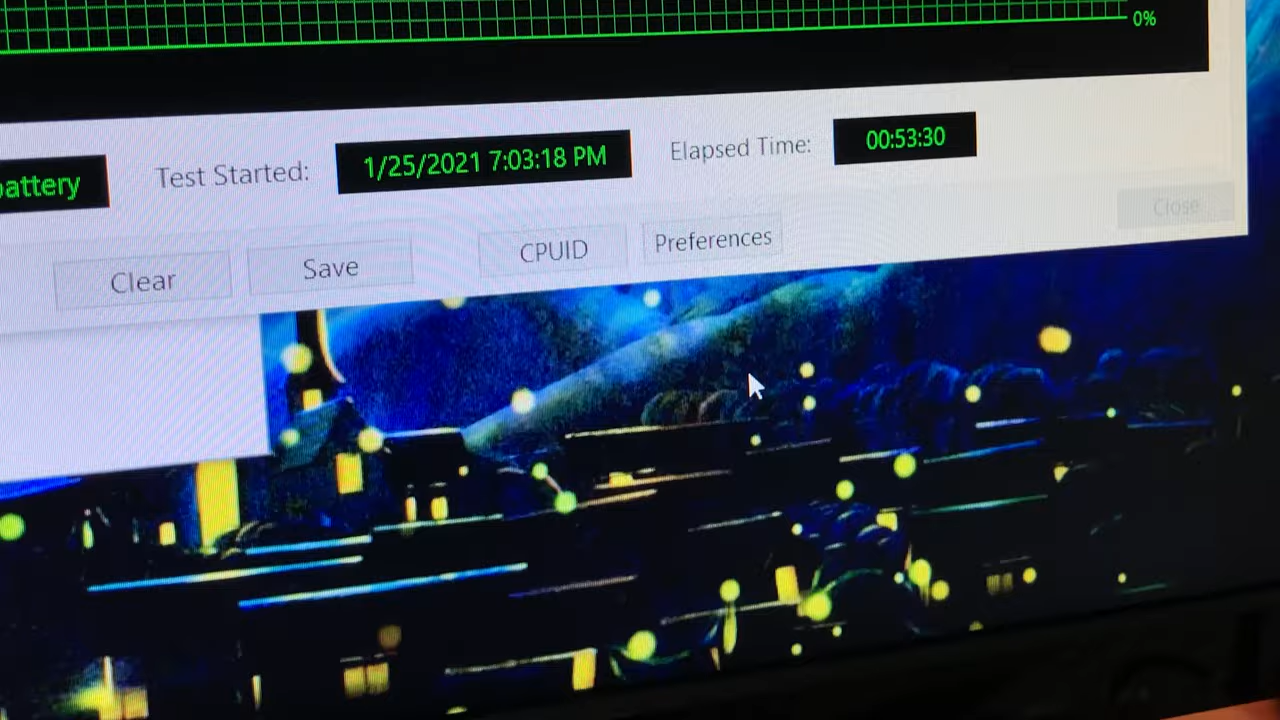 0%
battery Test Started: 1/25/2021 7:03:18 PM Elapsed Time: 00:53:30
Clear Save CPUID Preferences Close